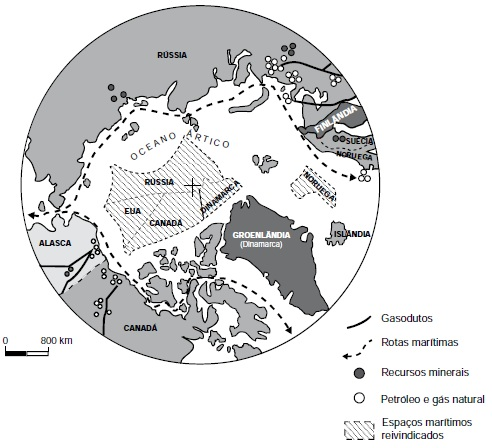 RÚSSIA
OCEANO ÁRTICO
FINLÂNDIA
SUÉCIA
NORUEGA
RÚSSIA
DINAMARCA
NORUEGA
EUA
CANADÁ
GROENLÂNDIA
(Dinamarca)
ISLÂNDIA
ALASCA
CANADÁ
0 800 km
Gasodutos
Rotas marítimas
Recursos minerais
Petróleo e gás natural
Espaços marítimos
reivindicados